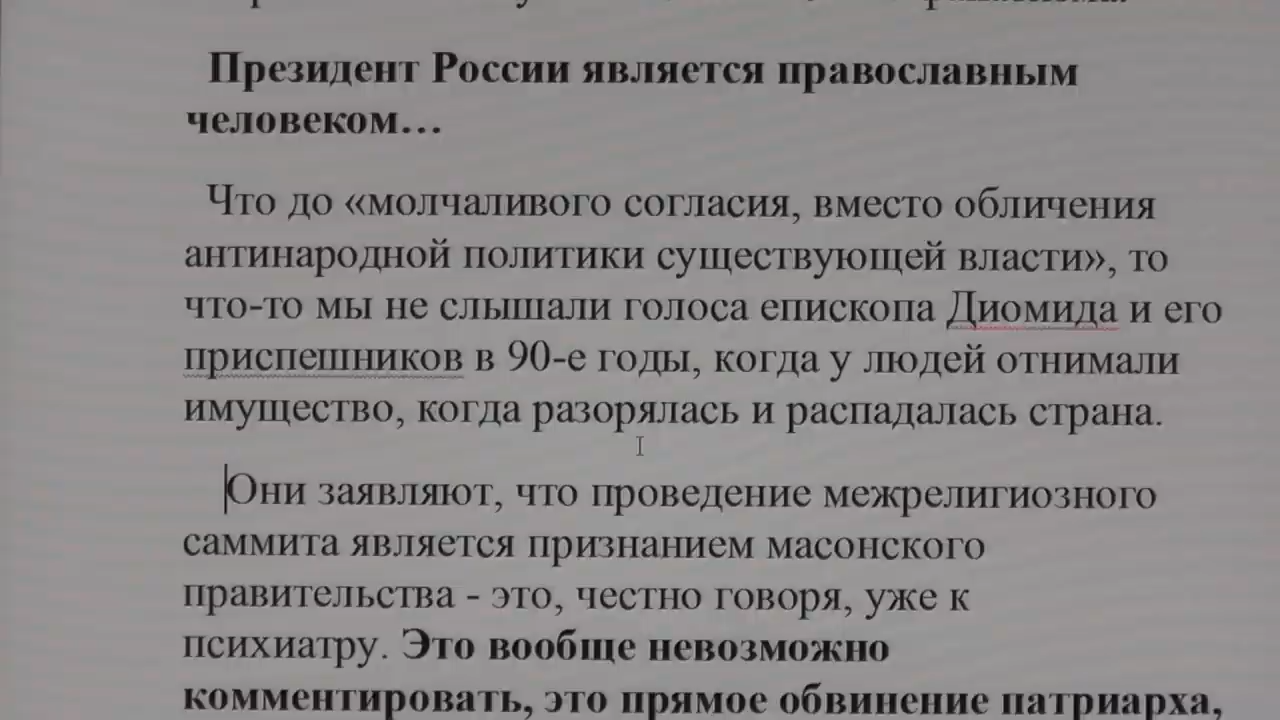 Президент России является православным
человеком…
Что до «молчаливого согласия, вместо обличения
антинародной политики существующей власти», то
что-то мы не слышали голоса епископа Диомида и его
приспешников в 90-е годы, когда у людей отнимали
имущество, когда разорялась и распадалась страна.
Они заявляют, что проведение межрелигиозного
саммита является признанием масонского
правительства - это, честно говоря, уже к
психиатру. Это вообще невозможно
комментировать, это прямое обвинение патриарха,